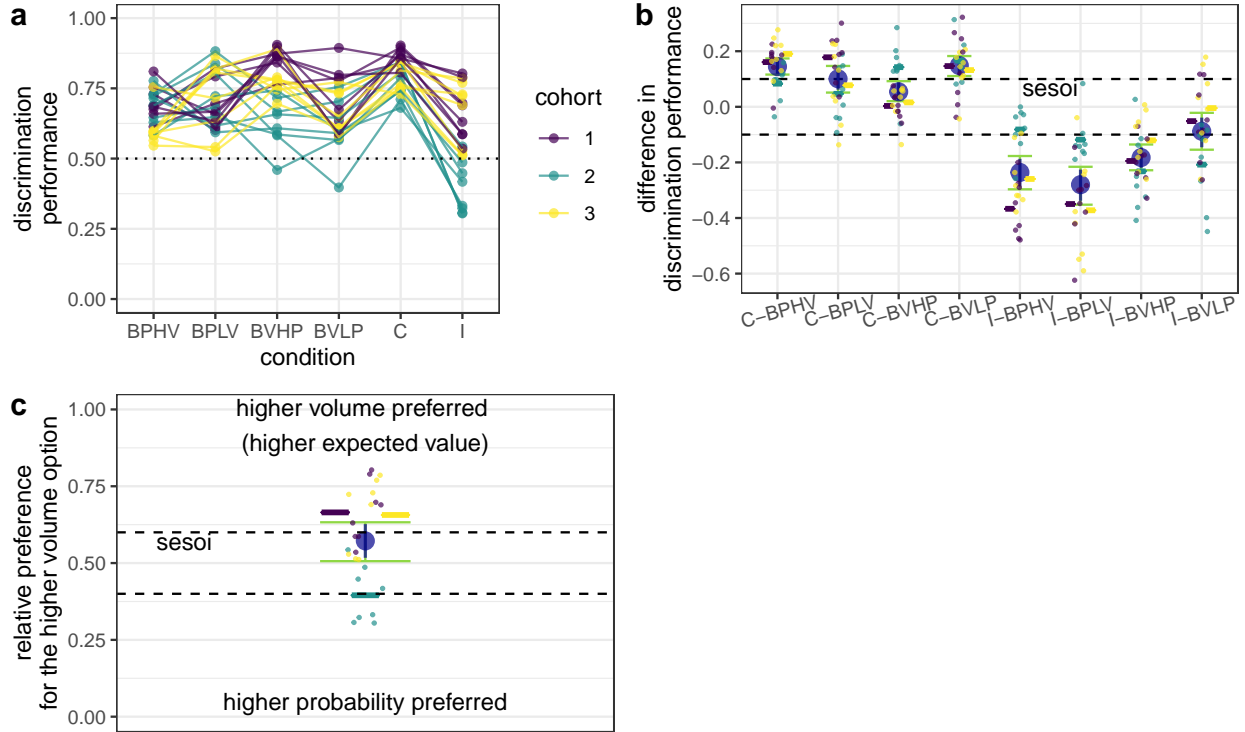 a
1.00
0.75
0.50
0.25
0.00
discrimination
performance
BPHV BPLV BVHP BVLP C I
condition
cohort
1
2
3
b
0.2
0.0
−0.2
−0.4
−0.6
difference in
discrimination performance
sesoi
C−BPHV C−BPLV C−BVHP C−BVLP I−BPHV I−BPLV I−BVHP I−BVLP
c
1.00
0.75
0.50
0.25
0.00
relative preference
for the higher volume option
higher volume preferred
(higher expected value)
sesoi
higher probability preferred